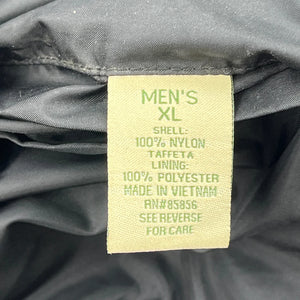 MEN'S
XL
SHELL:
100% NYLON
TAFFETA
LINING:
100% POLYESTER
MADE IN VIETNAM
RN#85856
SEE REVERSE
FOR CARE